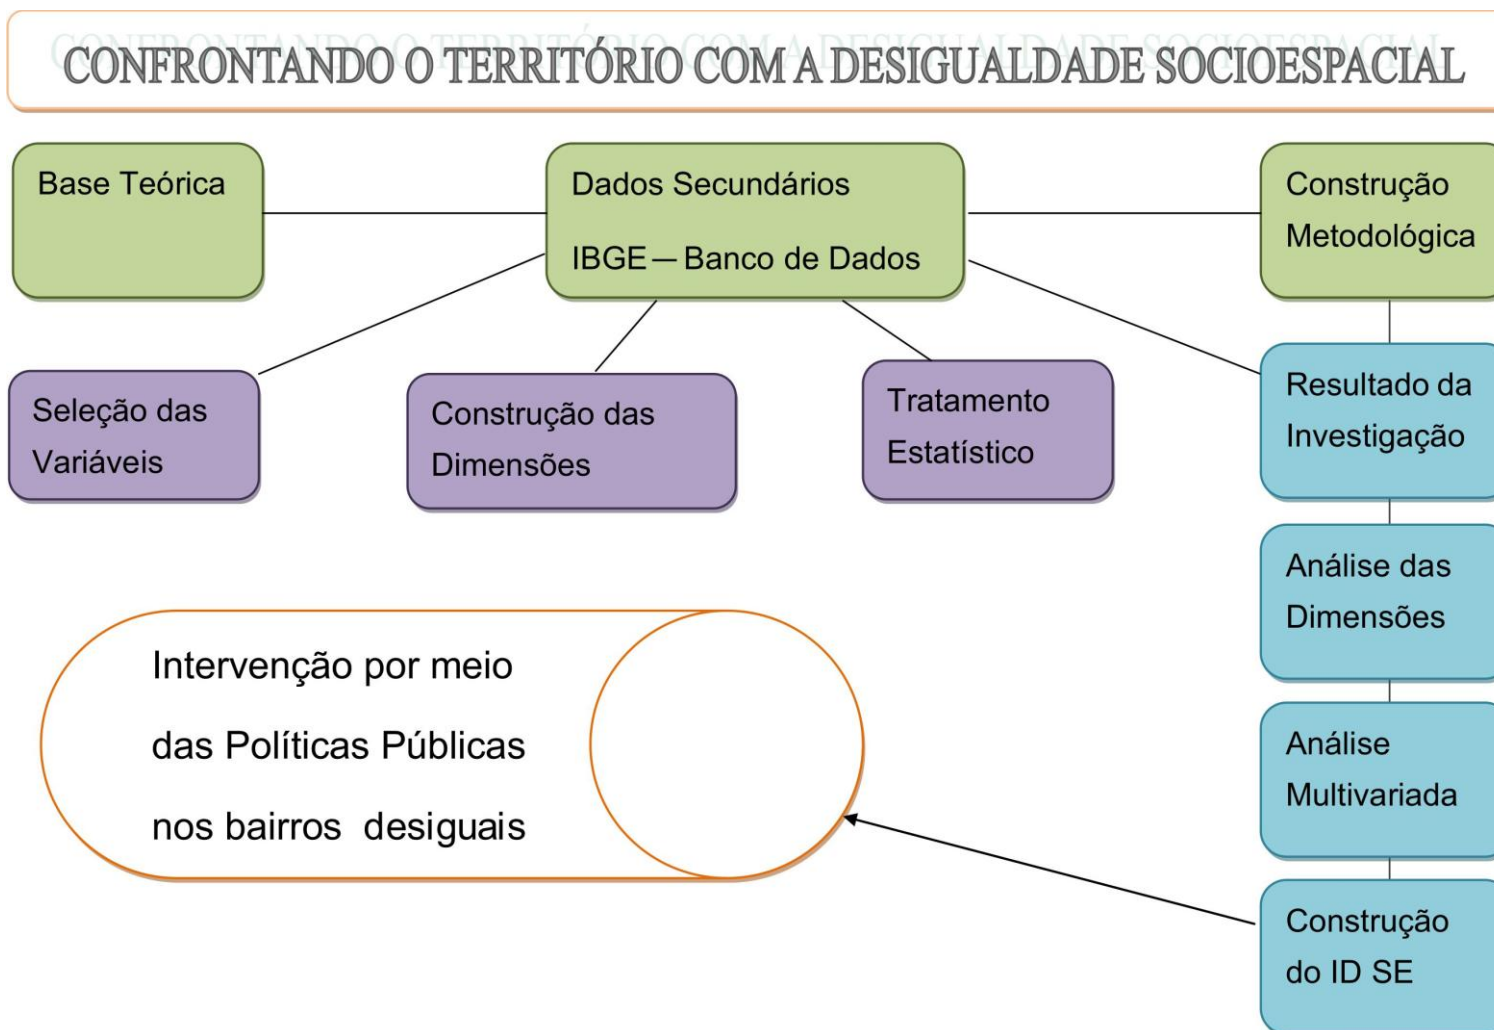 CONFRONTANDO O TERRITÓRIO COM A DESIGUALDADE SOCIOESPACIAL
Base Teórica
Dados Secundários
IBGE — Banco de Dados
Construção
Metodológica
Seleção das
Variáveis
Construção das
Dimensões
Tratamento
Estatístico
Resultado da
Investigação
Análise das
Dimensões
Análise
Multivariada
Construção
do ID SE
Intervenção por meio
das Políticas Públicas
nos bairros  desiguais